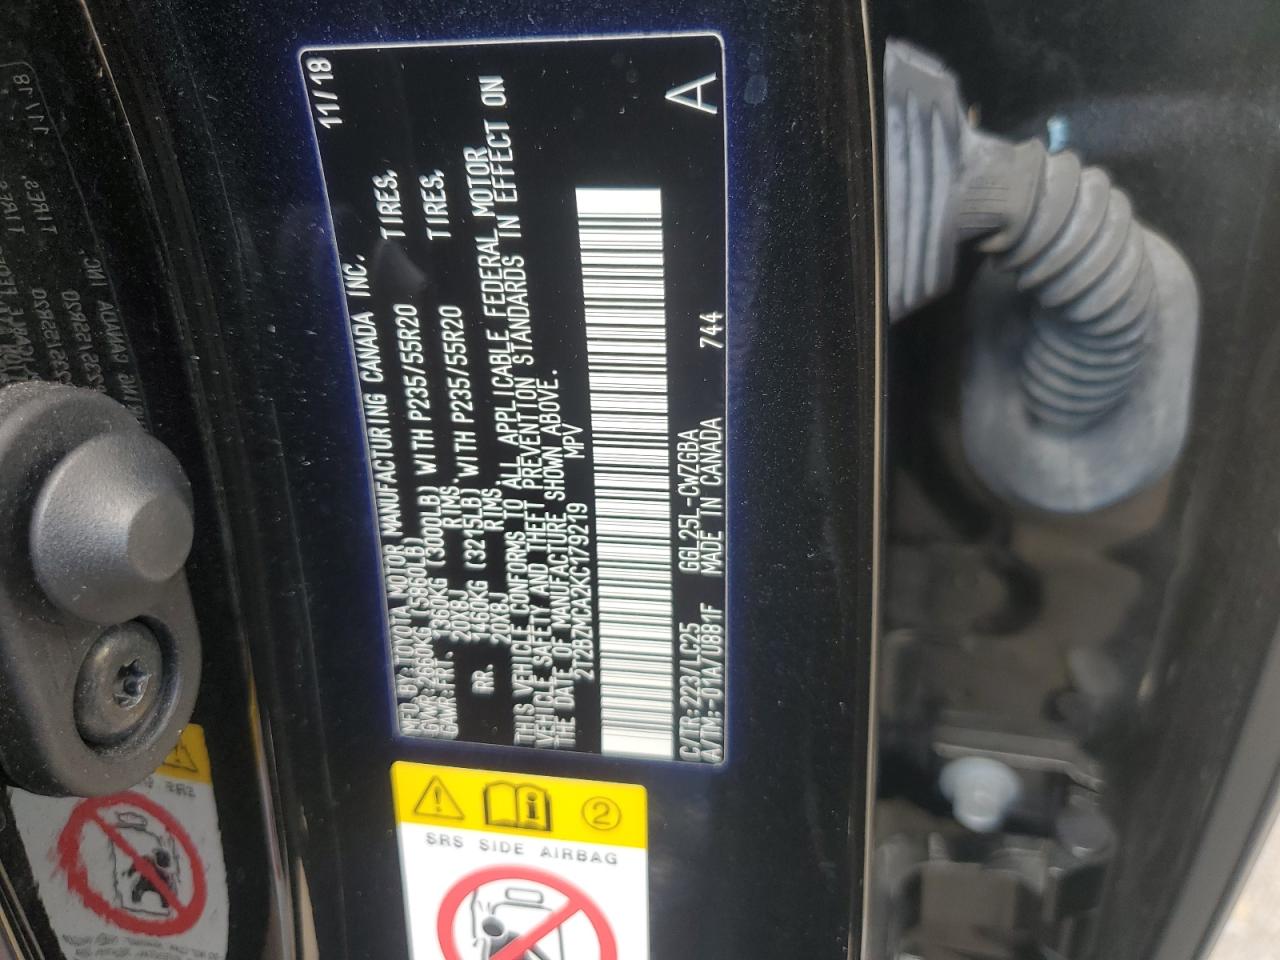 MFD. BY: TOYOTA MOTOR MANUFACTURING CANADA INC. 11/18
GVWR:2660KG (5860LB)
GAWR:FRT. 1360KG (3000LB) WITH P235/55R20 TIRES,
20X8J RIMS.
RR. 1460KG (3215LB) WITH P235/55R20 TIRES,
20X8J RIMS.
THIS VEHICLE CONFORMS TO ALL APPLICABLE FEDERAL MOTOR
VEHICLE SAFETY AND THEFT PREVENTION STANDARDS IN EFFECT ON
THE DATE OF MANUFACTURE SHOWN ABOVE.
2T2BZMCA2KC179219 MPV
C/TR:223/LC25 GGL25L-CWZGBA
A/TM:-01A/U881F MADE IN CANADA 744 A
2
SRS SIDE AIRBAG